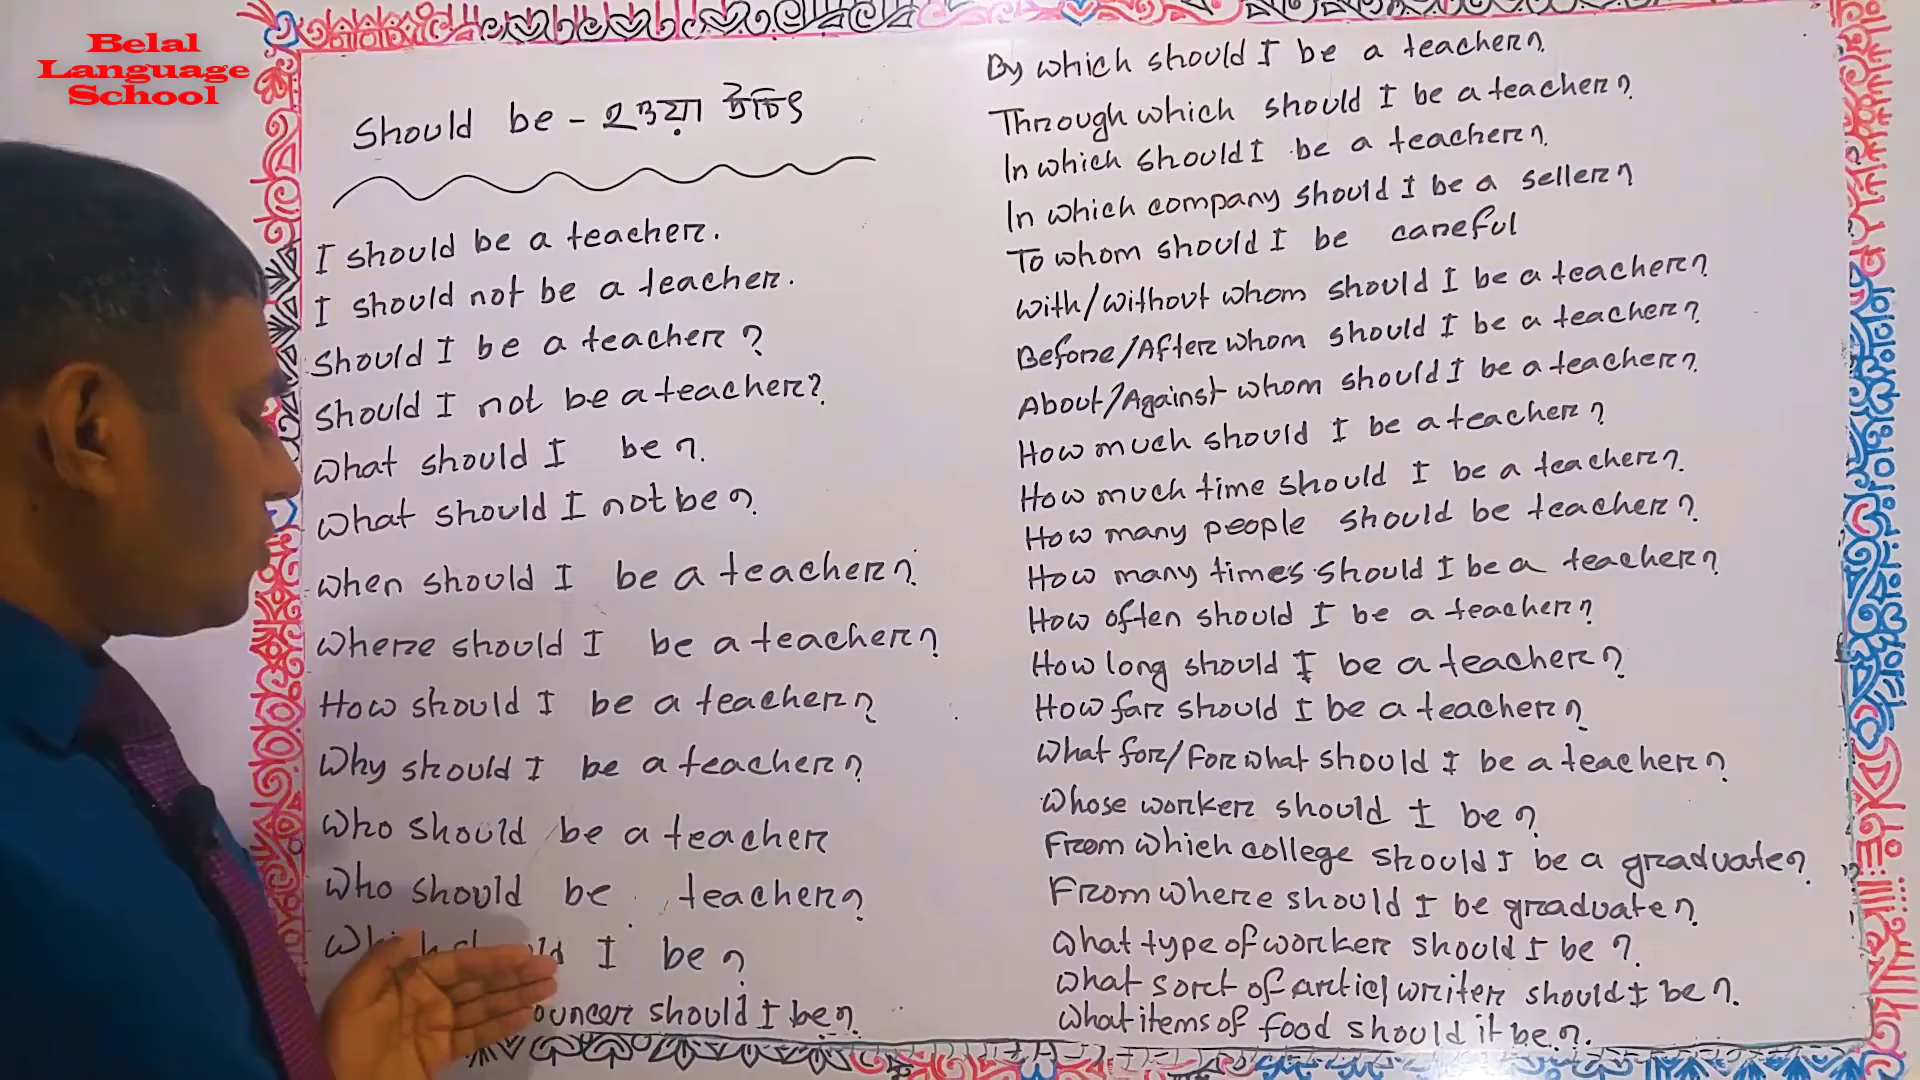 Belal
Language
School
Should be - হওয়া উচিৎ
I should be a teacher.
I should not be a teacher.
Should I be a teacher?
Should I not be a teacher?
What should I be?
What should I not be?
When should I be a teacher?
Where should I be a teacher?
How should I be a teacher?
Why should I be a teacher?
Who should be a teacher
Who should be teacher?
I be?
should I be?
By which should I be a teacher?
Through which should I be a teacher?
In which should I be a teacher?
In which company should I be a seller?
To whom should I be careful
With/without whom should I be a teacher?
Before/After whom should I be a teacher?
About/Against whom should I be a teacher?
How much should I be a teacher?
How much time should I be a teacher?
How many people should be teacher?
How many times should I be a teacher?
How often should I be a teacher?
How long should I be a teacher?
How far should I be a teacher?
What for/For what should I be a teacher?
Whose worker should I be?
From which college should I be a graduate?
From where should I be graduate?
What type of worker should I be?
What sort of articl writer should I be?
What items of food should it be?